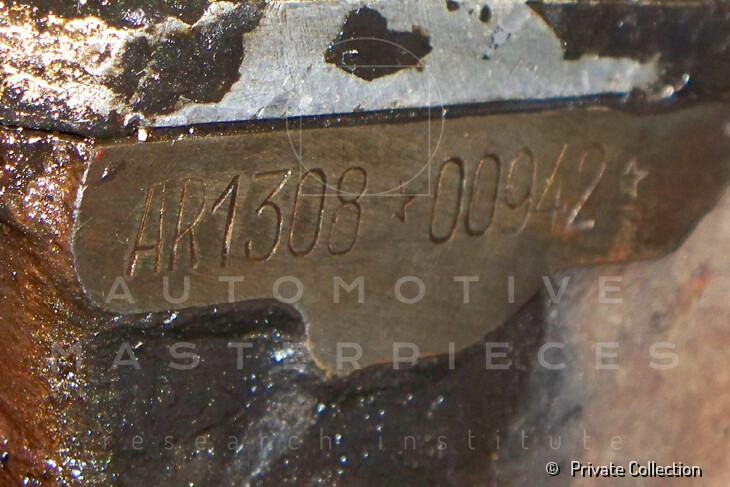 AR1308 ★00942★
AUTOMOTIVE
MASTERPIECES
research institute
© Private Collection